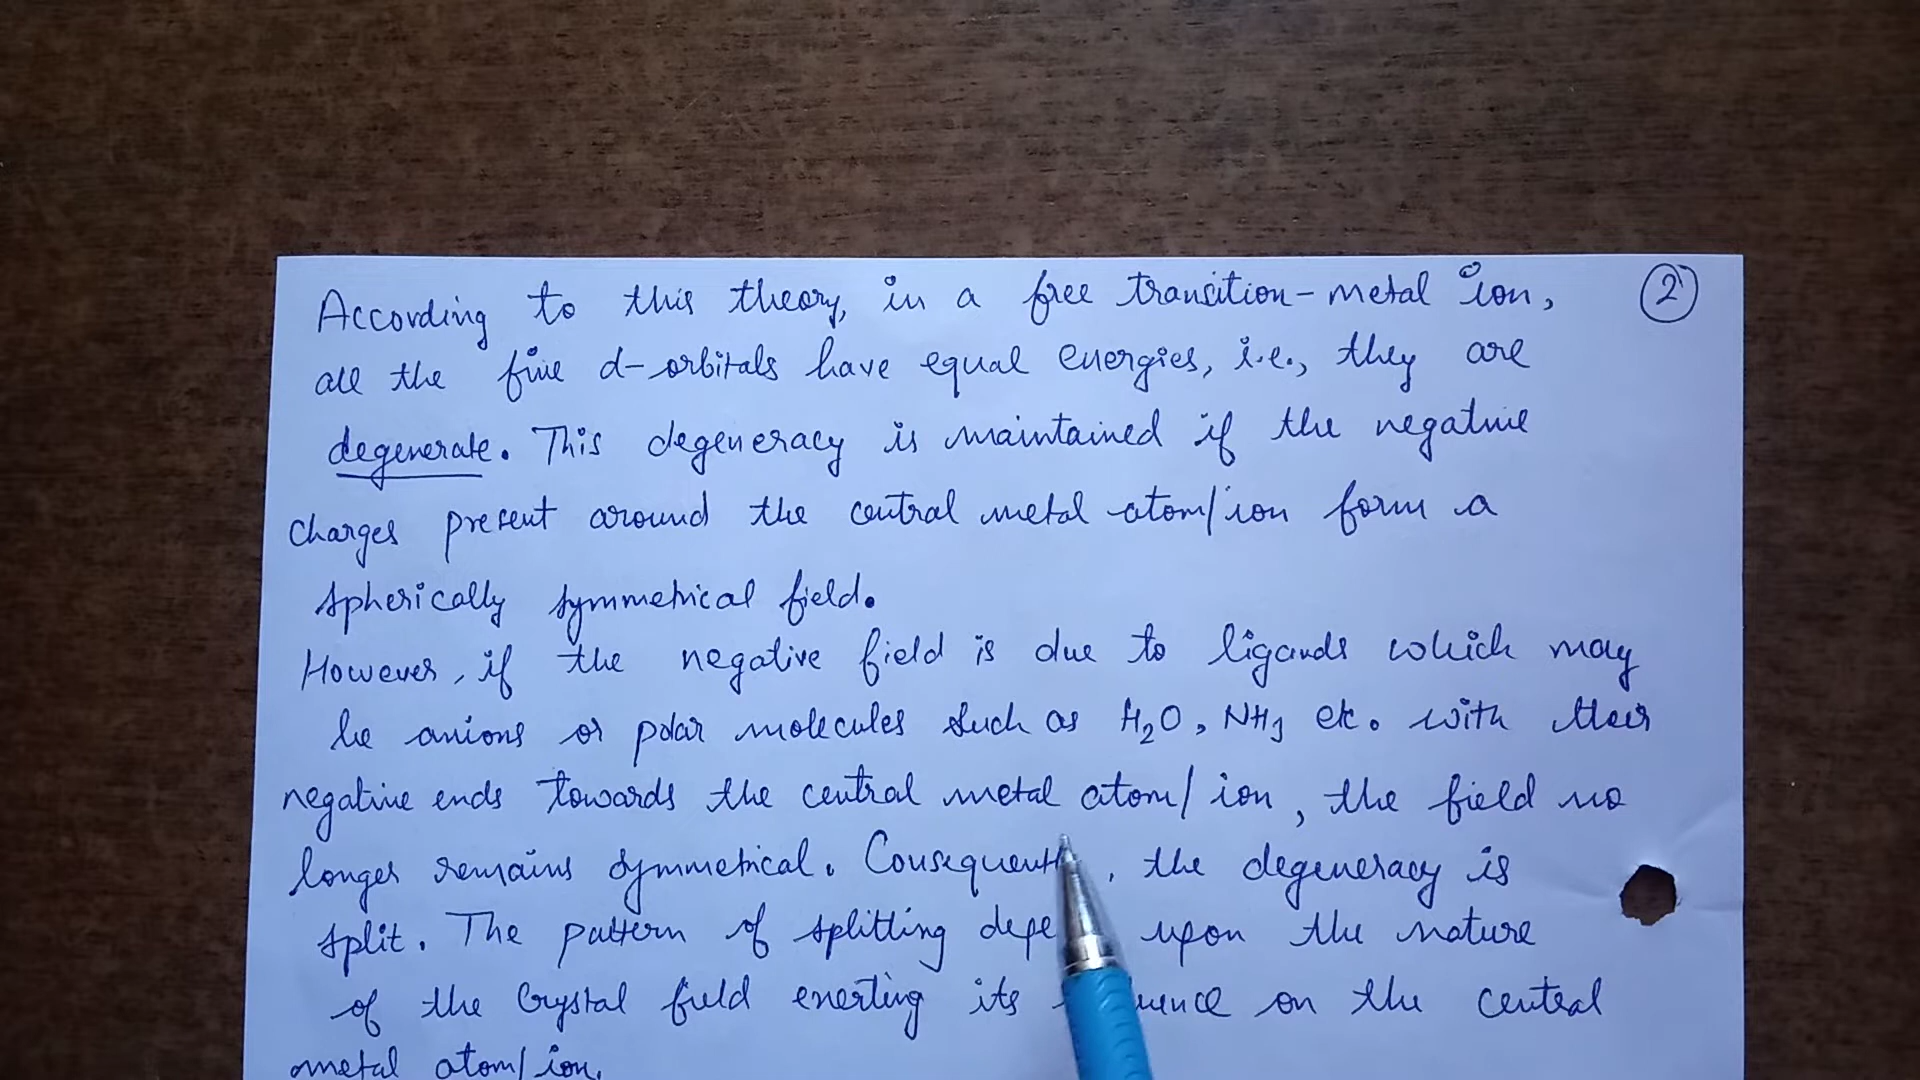 According to this theory, in a free transition-metal ion, 2
all the five d-orbitals have equal energies, i.e., they are
degenerate. This degeneracy is maintained if the negative
charges present around the central metal atom/ion form a
spherically symmetrical field.
However, if the negative field is due to ligands which may
be anions or polar molecules such as H₂O, NH₃ etc. with their
negative ends towards the central metal atom/ion, the field no
longer remains symmetrical. , the degeneracy is
split. The pattern of splitting upon the nature
of the Crystal field exerting its on the central
metal atom/ion.